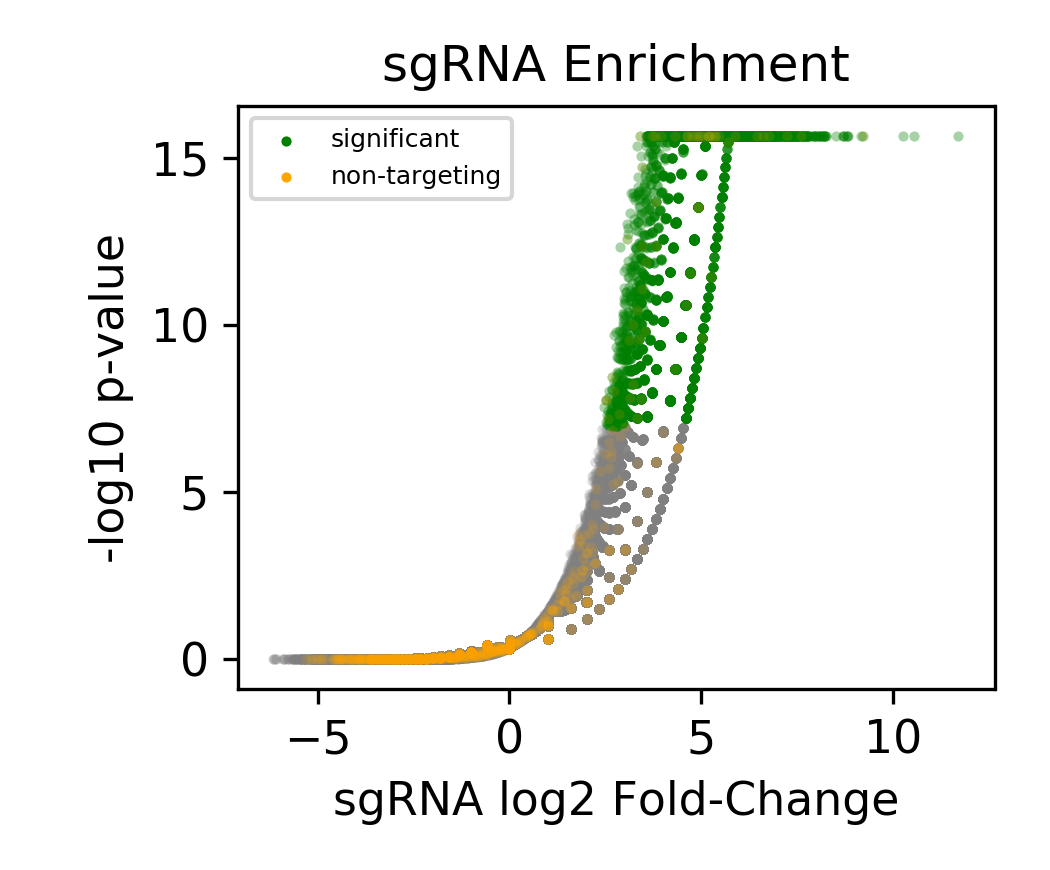 sgRNA Enrichment
significant
non-targeting
15
10
5
0
-log10 p-value
−5 0 5 10
sgRNA log2 Fold-Change